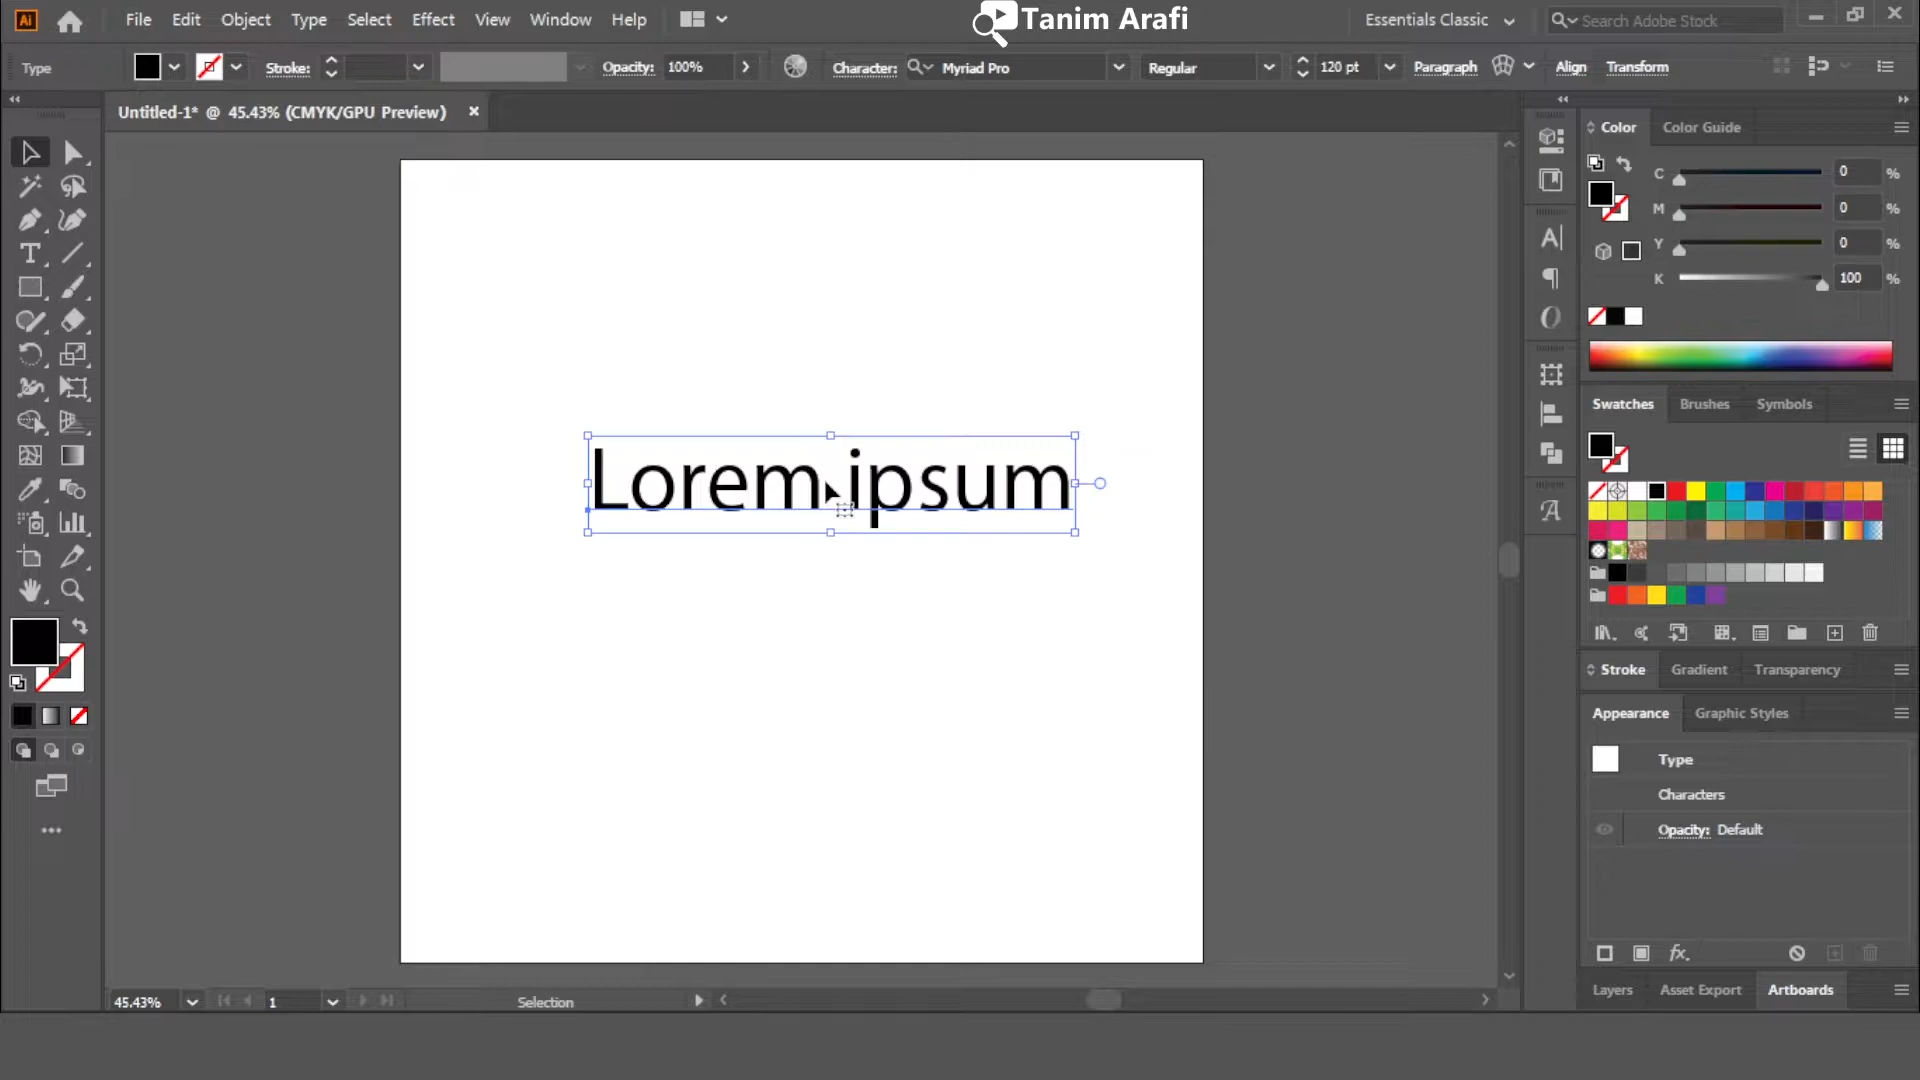 File Edit Object Type Select Effect View Window Help
Tanim Arafi
Essentials Classic
Search Adobe Stock
Type
Stroke:
Opacity: 100%
Character: Myriad Pro
Regular
120 pt
Paragraph
Align
Transform
Untitled-1* @ 45.43% (CMYK/GPU Preview)
Color Color Guide
C 0 %
M 0 %
Y 0 %
K 100 %
Lorem ipsum
Swatches Brushes Symbols
Stroke Gradient Transparency
Appearance Graphic Styles
Type
Characters
Opacity: Default
fx.
Layers Asset Export Artboards
45.43%
1
Selection